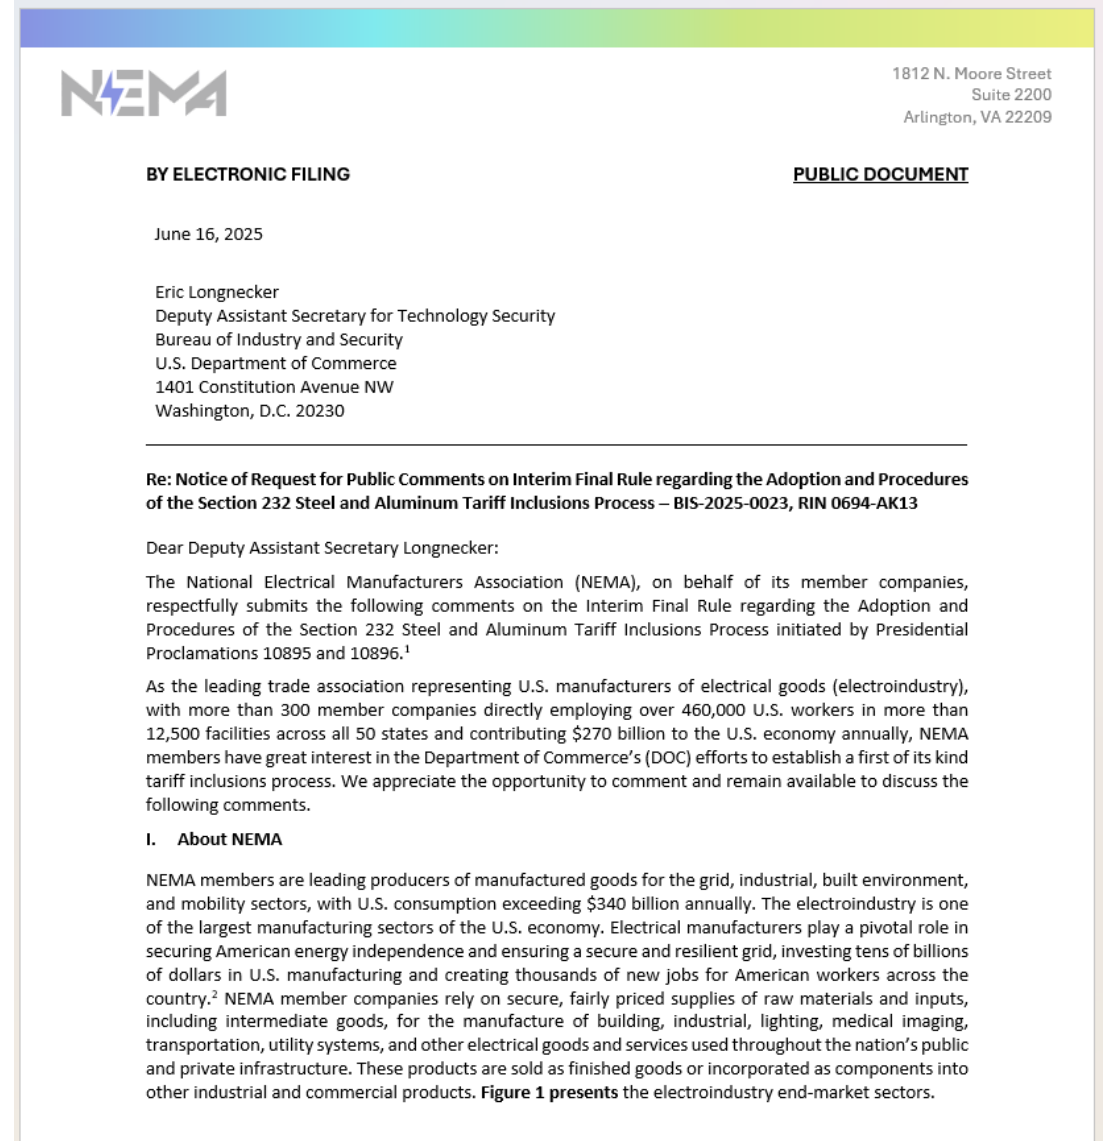 NEMA
1812 N. Moore Street
Suite 2200
Arlington, VA 22209
BY ELECTRONIC FILING
PUBLIC DOCUMENT
June 16, 2025
Eric Longnecker
Deputy Assistant Secretary for Technology Security
Bureau of Industry and Security
U.S. Department of Commerce
1401 Constitution Avenue NW
Washington, D.C. 20230
Re: Notice of Request for Public Comments on Interim Final Rule regarding the Adoption and Procedures
of the Section 232 Steel and Aluminum Tariff Inclusions Process – BIS-2025-0023, RIN 0694-AK13
Dear Deputy Assistant Secretary Longnecker:
The National Electrical Manufacturers Association (NEMA), on behalf of its member companies,
respectfully submits the following comments on the Interim Final Rule regarding the Adoption and
Procedures of the Section 232 Steel and Aluminum Tariff Inclusions Process initiated by Presidential
Proclamations 10895 and 10896.¹
As the leading trade association representing U.S. manufacturers of electrical goods (electroindustry),
with more than 300 member companies directly employing over 460,000 U.S. workers in more than
12,500 facilities across all 50 states and contributing $270 billion to the U.S. economy annually, NEMA
members have great interest in the Department of Commerce’s (DOC) efforts to establish a first of its kind
tariff inclusions process. We appreciate the opportunity to comment and remain available to discuss the
following comments.
I. About NEMA
NEMA members are leading producers of manufactured goods for the grid, industrial, built environment,
and mobility sectors, with U.S. consumption exceeding $340 billion annually. The electroindustry is one
of the largest manufacturing sectors of the U.S. economy. Electrical manufacturers play a pivotal role in
securing American energy independence and ensuring a secure and resilient grid, investing tens of billions
of dollars in U.S. manufacturing and creating thousands of new jobs for American workers across the
country.² NEMA member companies rely on secure, fairly priced supplies of raw materials and inputs,
including intermediate goods, for the manufacture of building, industrial, lighting, medical imaging,
transportation, utility systems, and other electrical goods and services used throughout the nation’s public
and private infrastructure. These products are sold as finished goods or incorporated as components into
other industrial and commercial products. Figure 1 presents the electroindustry end-market sectors.